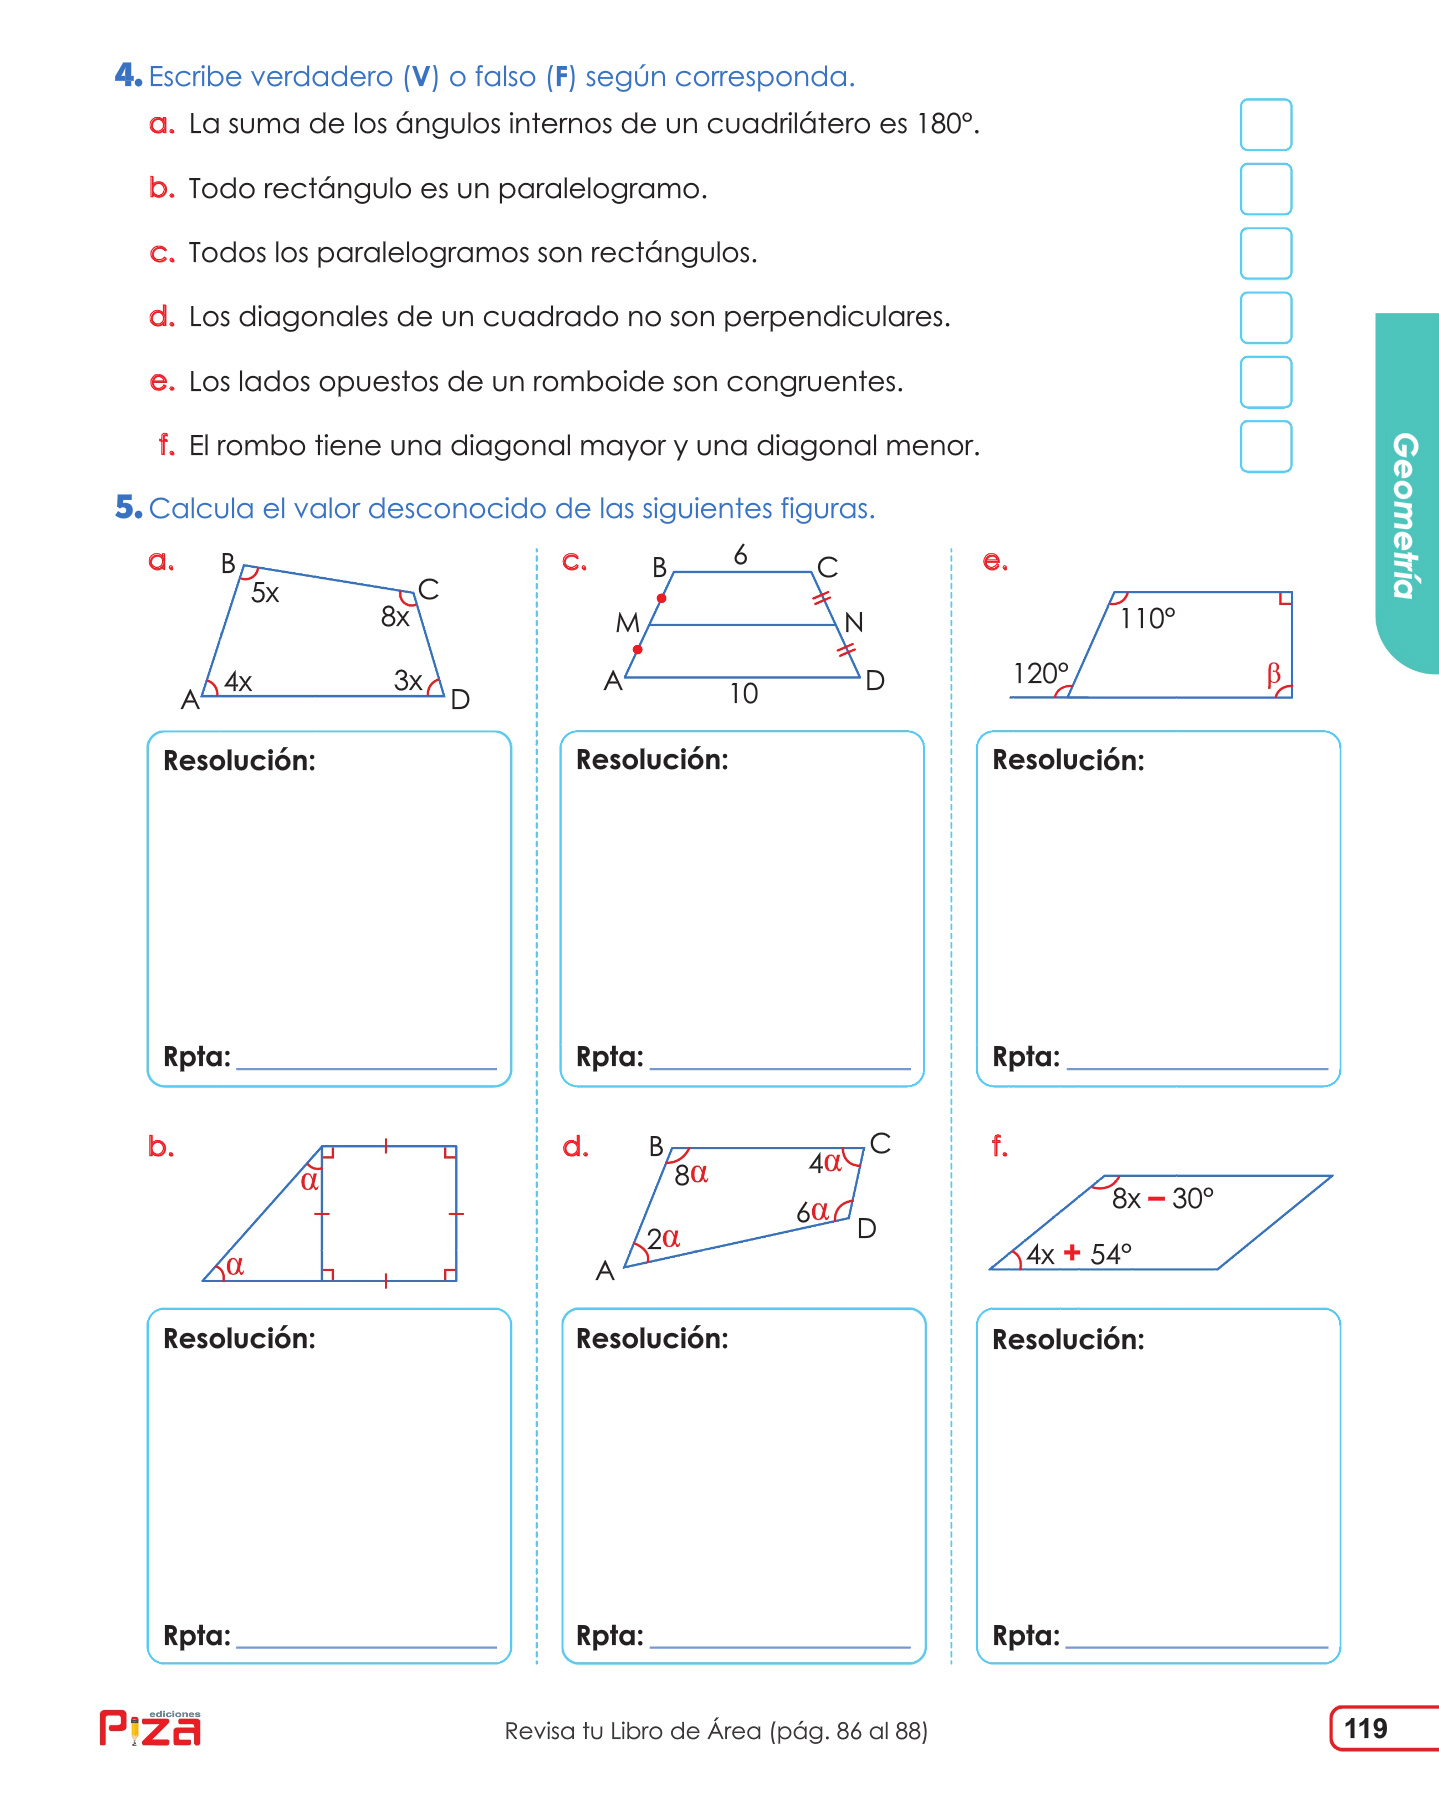 4. Escribe verdadero (V) o falso (F) según corresponda.
a. La suma de los ángulos internos de un cuadrilátero es 180º.
b. Todo rectángulo es un paralelogramo.
c. Todos los paralelogramos son rectángulos.
d. Los diagonales de un cuadrado no son perpendiculares.
e. Los lados opuestos de un romboide son congruentes.
f. El rombo tiene una diagonal mayor y una diagonal menor.
Geometría
5. Calcula el valor desconocido de las siguientes figuras.
a.
B
5x
C
8x
A
4x
3x
D
Resolución:
Rpta:
c.
6
B
C
M
N
A
10
D
Resolución:
Rpta:
e.
110º
120º
β
Resolución:
Rpta:
b.
α
α
Resolución:
Rpta:
d.
B
C
8α
4α
6α
D
2α
A
Resolución:
Rpta:
f.
8x – 30º
4x + 54º
Resolución:
Rpta:
ediciones
Piza
Revisa tu Libro de Área (pág. 86 al 88)
119